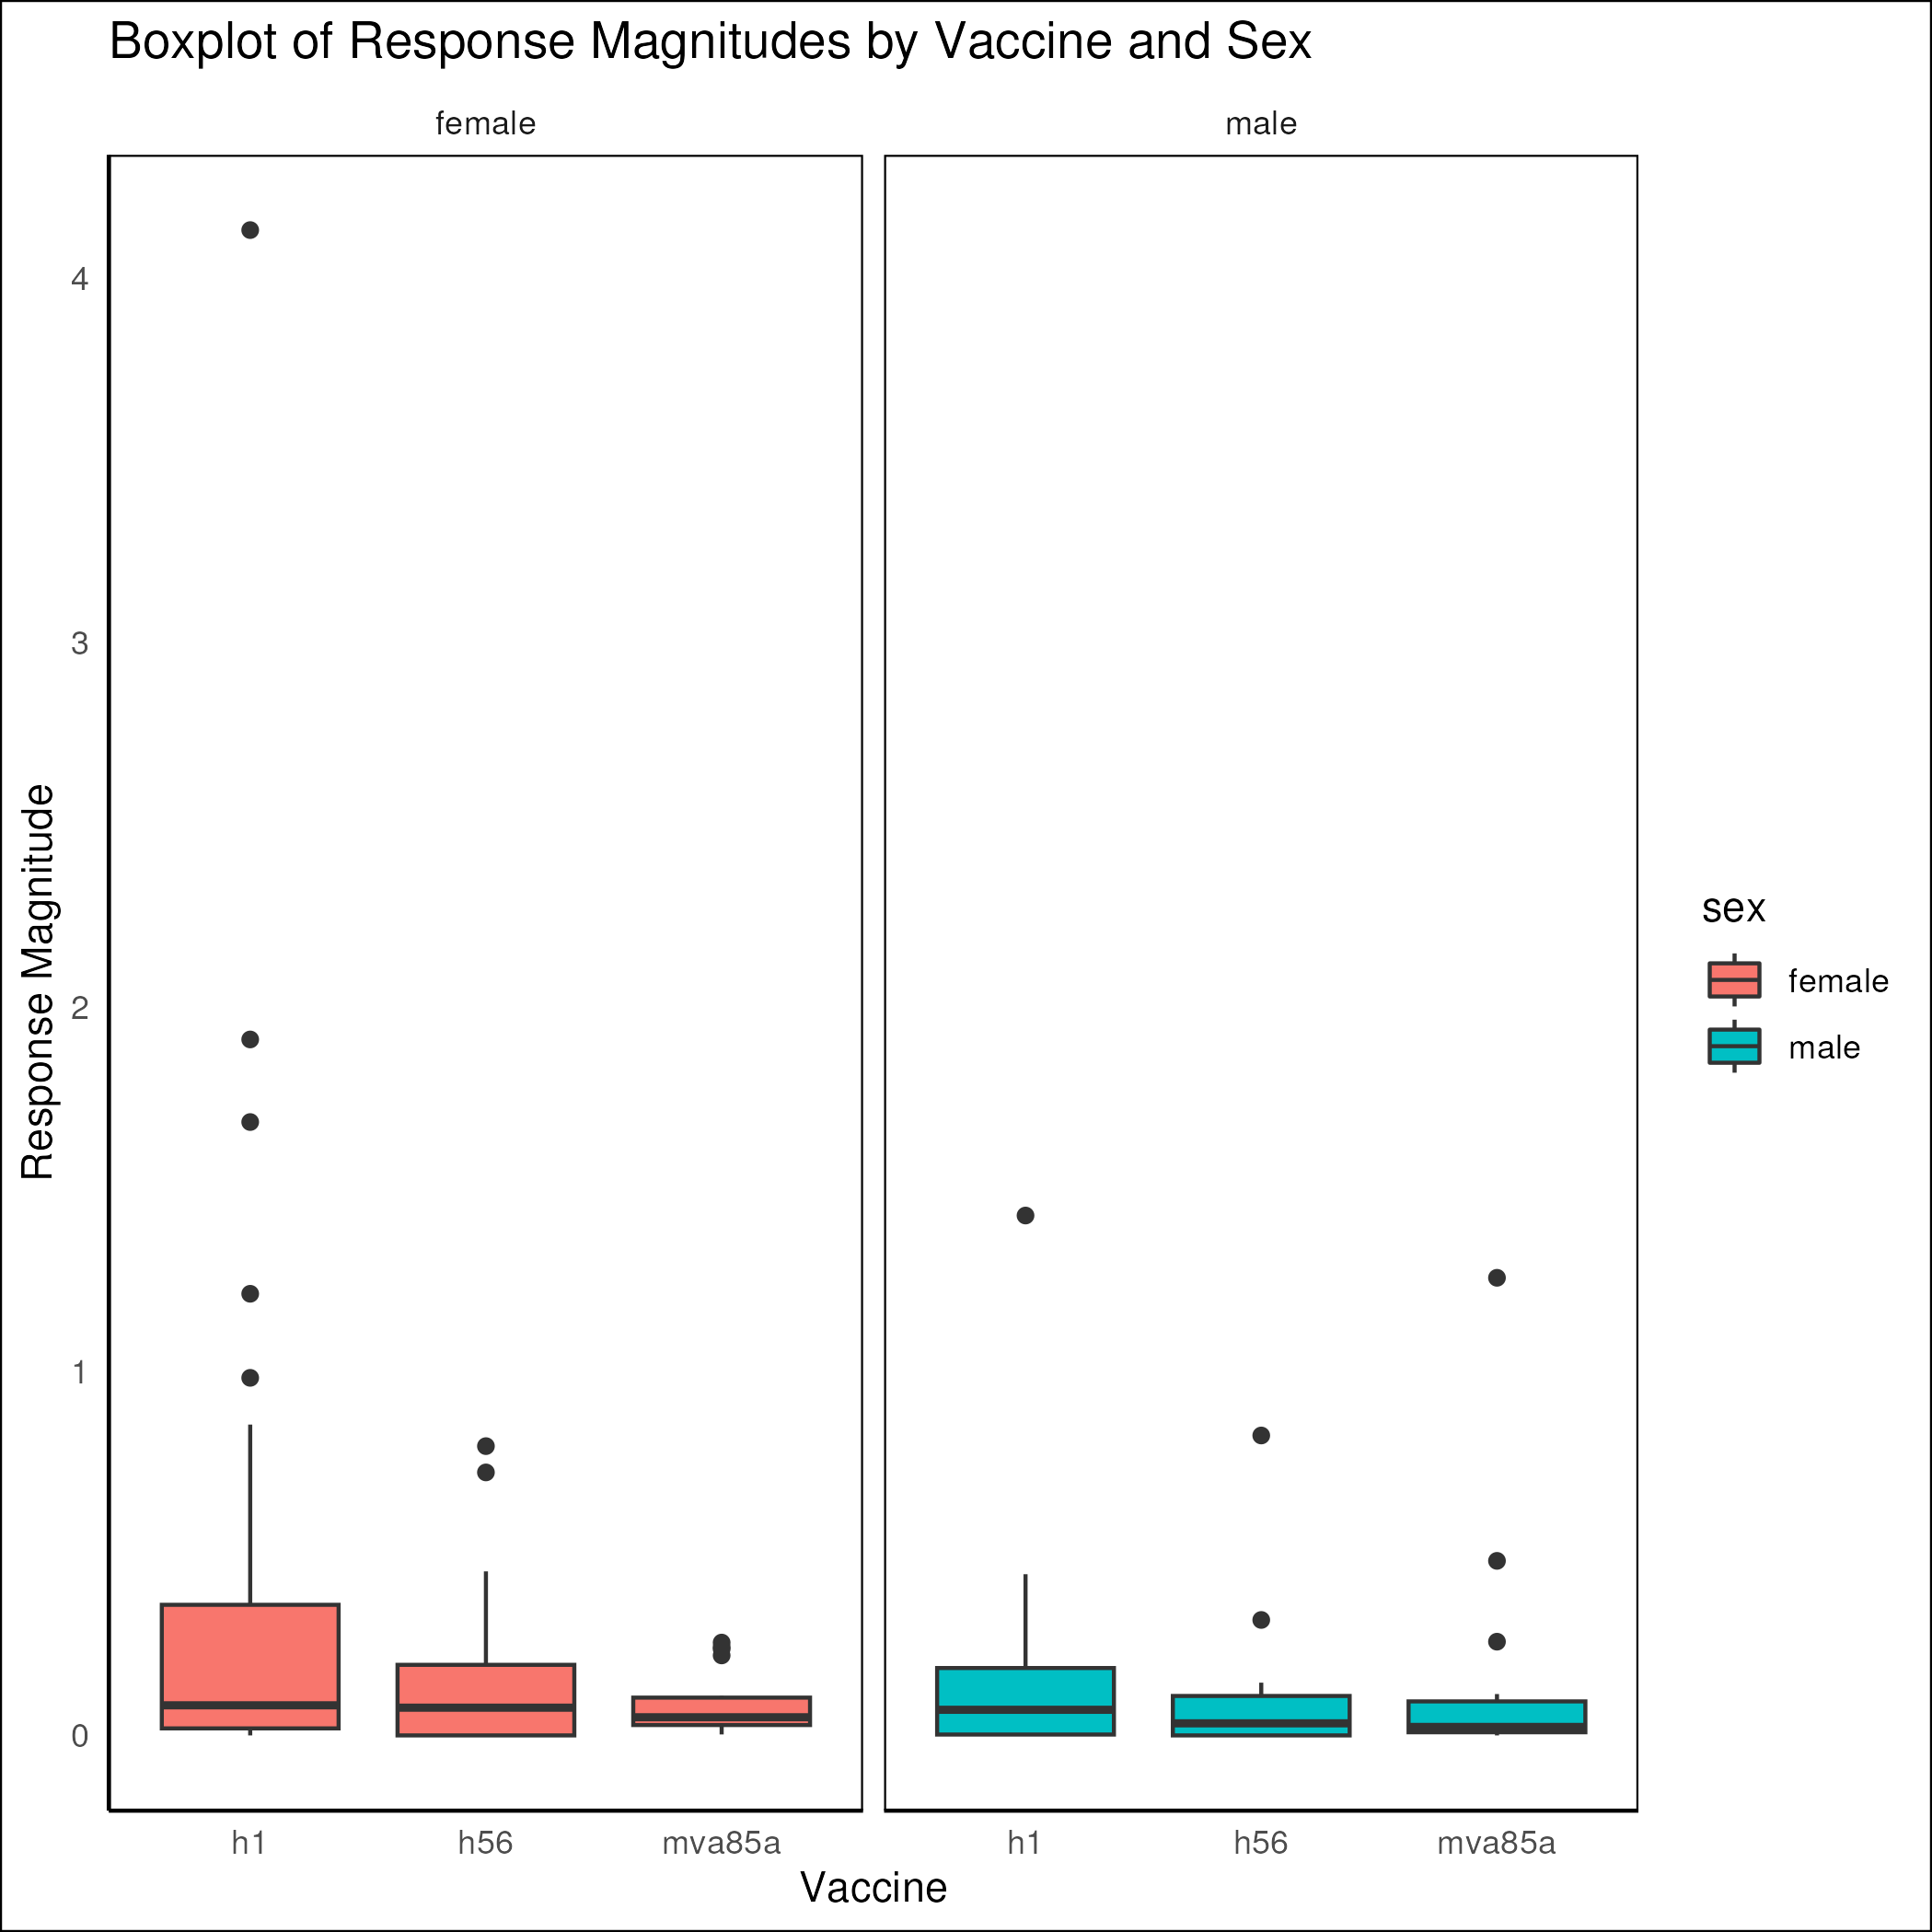 Boxplot of Response Magnitudes by Vaccine and Sex
female
male
4
3
2
1
0
Response Magnitude
h1
h56
mva85a
h1
h56
mva85a
Vaccine
sex
female
male